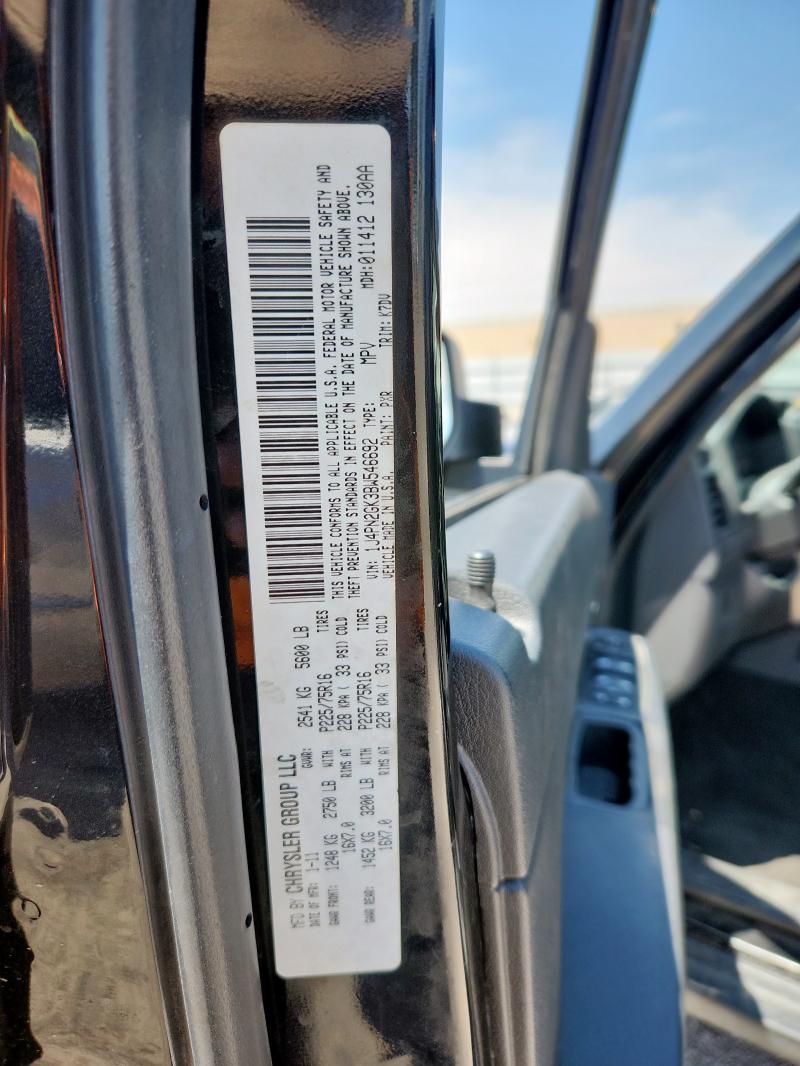 MFD BY CHRYSLER GROUP LLC
DATE OF MFR: 1-11 GVWR: 2541 KG 5600 LB
GAWR FRONT: 1248 KG 2750 LB WITH P225/75R16 TIRES
16X7.0 RIMS AT 228 KPA ( 33 PSI) COLD
GAWR REAR: 1452 KG 3200 LB WITH P225/75R16 TIRES
16X7.0 RIMS AT 228 KPA ( 33 PSI) COLD
THIS VEHICLE CONFORMS TO ALL APPLICABLE U.S.A. FEDERAL MOTOR VEHICLE SAFETY AND
THEFT PREVENTION STANDARDS IN EFFECT ON THE DATE OF MANUFACTURE SHOWN ABOVE.
VIN: 1J4PN2GK3BW546692 TYPE: MPV MDH:011412 130AA
VEHICLE MADE IN U.S.A. PAINT: PXR TRIM: K7DV